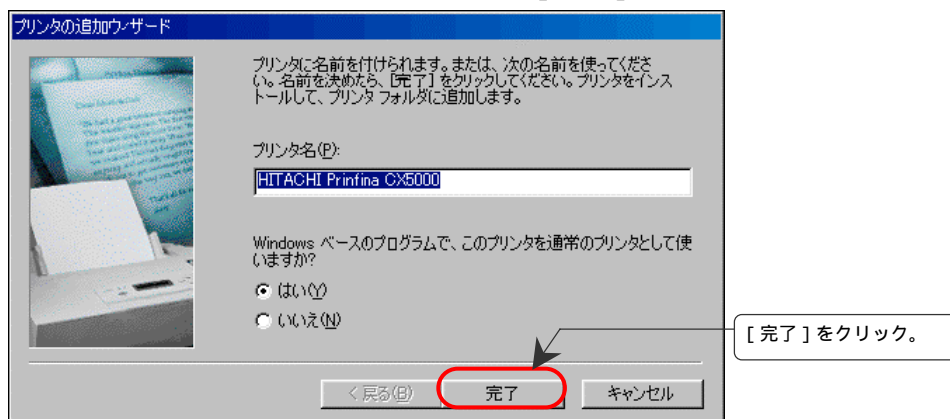 プリンタの追加ウィザード
プリンタに名前を付けられます。または、次の名前を使ってくださ
い。名前を決めたら、[完了] をクリックしてください。プリンタをインス
トールして、プリンタ フォルダに追加します。
プリンタ名(P):
HITACHI Prinfina CX5000
Windows ベースのプログラムで、このプリンタを通常のプリンタとして使
いますか?
はい(Y)
いいえ(N)
[ 完了 ] をクリック。
< 戻る(B)
完了
キャンセル